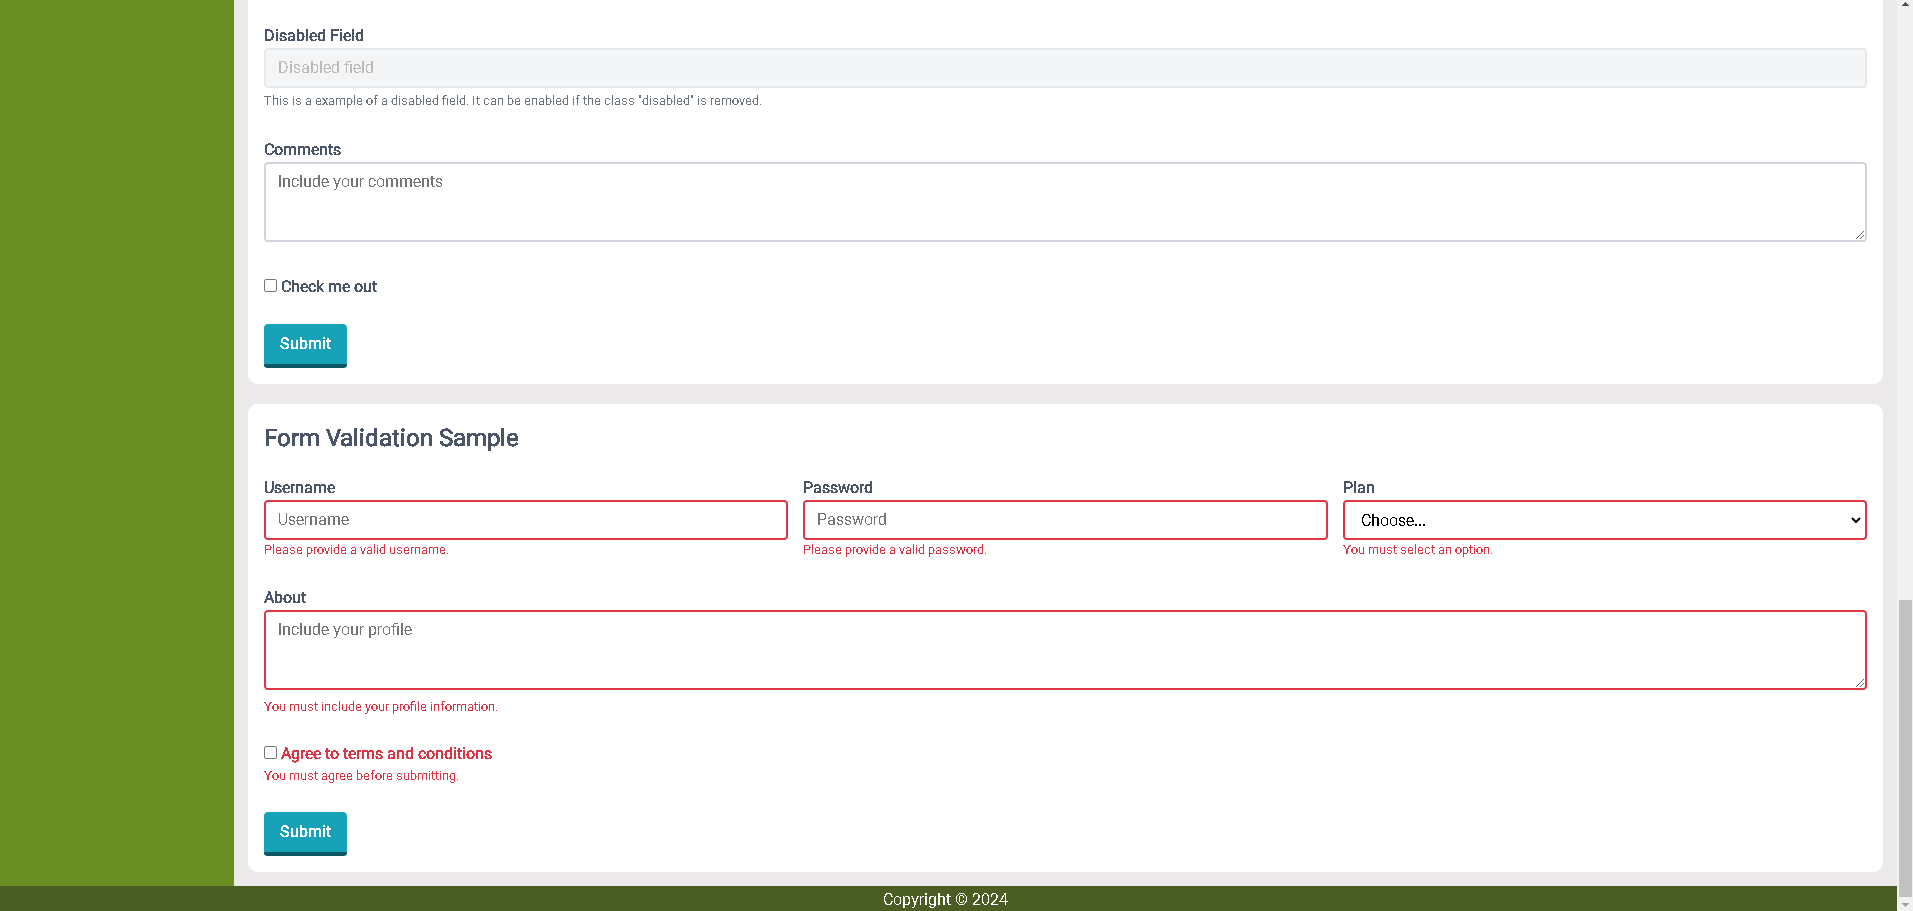 Disabled Field
Disabled field
This is a example of a disabled field. It can be enabled if the class "disabled" is removed.
Comments
Include your comments
Check me out
Submit
Form Validation Sample
Username Password Plan
Username Password Choose...
Please provide a valid username. Please provide a valid password. You must select an option.
About
Include your profile
You must include your profile information.
Agree to terms and conditions
You must agree before submitting.
Submit
Copyright © 2024